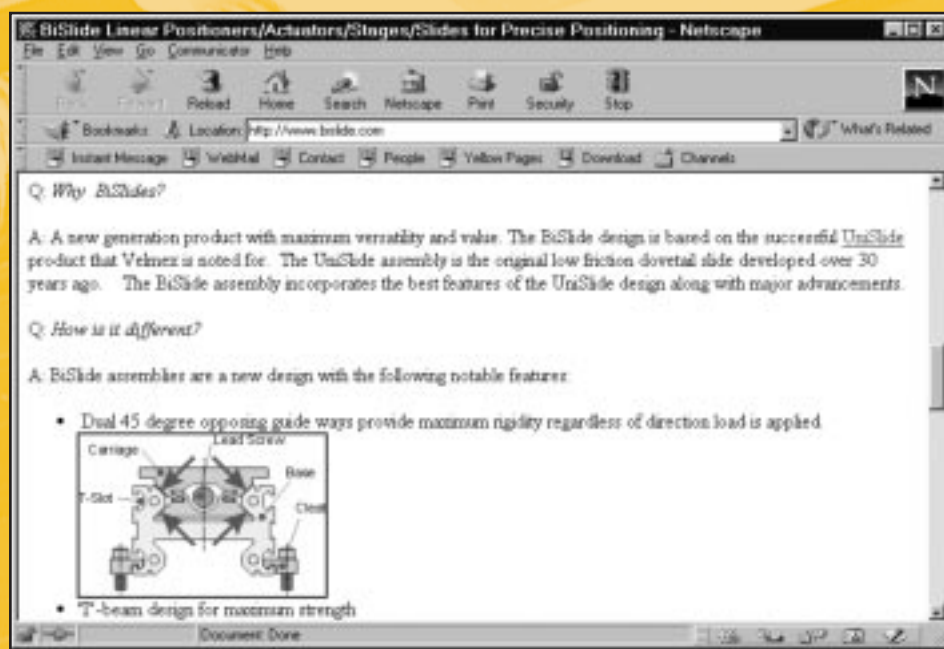 BiSlide Linear Positioners/Actuators/Stages/Slides for Precise Positioning - Netscape
File Edit View Go Communicator Help
Back Forward Reload Home Search Netscape Print Security Stop
N
Bookmarks Location: http://www.bislide.com What's Related
Instant Message WebMail Contact People Yellow Pages Download Channels
Q: Why BiSlides?
A: A new generation product with maximum versatility and value. The BiSlide design is based on the successful UniSlide
product that Velmex is noted for. The UniSlide assembly is the original low friction dovetail slide developed over 30
years ago. The BiSlide assembly incorporates the best features of the UniSlide design along with major advancements.
Q: How is it different?
A: BiSlide assemblies are a new design with the following notable features:
• Dual 45 degree opposing guide ways provide maximum rigidity regardless of direction load is applied.
Lead Screw
Carriage
Base
T-Slot
Cleat
• 'I'-beam design for maximum strength
Document: Done